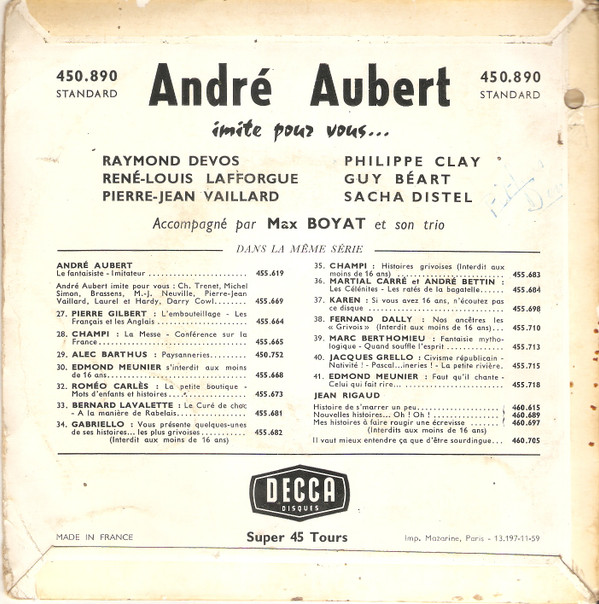 450.890
STANDARD
André Aubert
450.890
STANDARD
imite pour vous...
RAYMOND DEVOS
RENÉ-LOUIS LAFFORGUE
PIERRE-JEAN VAILLARD
PHILIPPE CLAY
GUY BÉART
SACHA DISTEL
Accompagné par Max BOYAT et son trio
DANS LA MÊME SÉRIE
ANDRÉ AUBERT
Le fantaisiste - Imitateur ........................ 455.619
André Aubert imite pour vous : Ch. Trenet, Michel
Simon, Brassens, M.-J. Neuville, Pierre-Jean
Vaillard, Laurel et Hardy, Darry Cowl........ 455.669
27. PIERRE GILBERT : L'embouteillage - Les
Français et les Anglais ...................... 455.664
28. CHAMPI : La Messe - Conférence sur la
France........................................ 455.665
29. ALEC BARTHUS : Paysanneries.............. 450.752
30. EDMOND MEUNIER s'interdit aux moins
de 16 ans..................................... 455.668
32. ROMÉO CARLÈS : La petite boutique -
Mots d'enfants et histoires................... 455.673
33. BERNARD LAVALETTE : Le Curé de choc
- A la manière de Rabelais.................... 455.681
34. GABRIELLO : Vous présente quelques-unes
de ses histoires... les plus grivoises........... 455.682
(Interdit aux moins de 16 ans)
35. CHAMPI : Histoires grivoises (Interdit aux
moins de 16 ans) ............................. 455.683
36. MARTIAL CARRÉ et ANDRÉ BETTIN :
Les Célénites - Les ratés de la bagatelle...... 455.684
37. KAREN : Si vous avez 16 ans, n'écoutez pas
ce disque .................................... 455.698
38. FERNAND DALLY : Nos ancêtres les
« Grivois » (Interdit aux moins de 16 ans)... 455.710
39. MARC BERTHOMIEU : Fantaisie mytho-
logique - Quand souffle l'esprit .............. 455.713
40. JACQUES GRELLO : Civisme républicain -
Nativité ! - Pascal...ineries ! - La petite rivière. 455.715
41. EDMOND MEUNIER : Faut qu'il chante -
Celui qui fait rire............................ 455.718
JEAN RIGAUD
Histoire de s'marrer un peu................... 460.615
Nouvelles histoires... Oh ! Oh ! .............. 460.689
Mes histoires à faire rougir une écrevisse ....... 460.697
(Interdits aux moins de 16 ans)
Il vaut mieux entendre ça que d'être sourdingue... 460.705
DECCA
DISQUES
MADE IN FRANCE
Super 45 Tours
Imp. Mazarine, Paris - 13.197-11-59